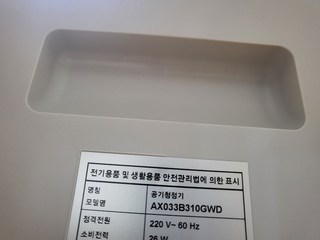 전기용품 및 생활용품 안전관리법에 의한 표시
명칭 공기청정기
모델명 AX033B310GWD
정격전원 220 V~ 60 Hz
소비전력 26 W